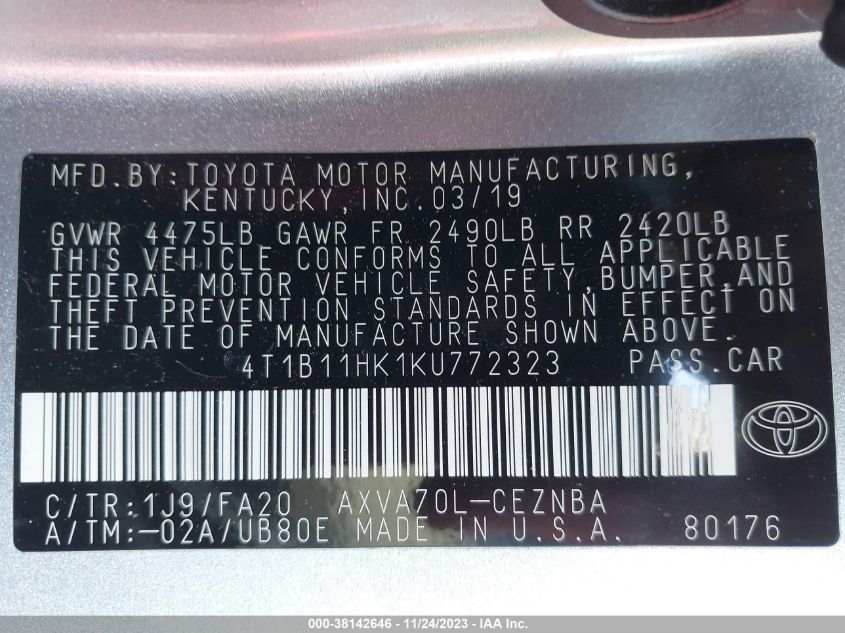 MFD.BY:TOYOTA MOTOR MANUFACTURING,
KENTUCKY,INC.03/19
GVWR 4475LB GAWR FR 2490LB RR 2420LB
THIS VEHICLE CONFORMS TO ALL APPLICABLE
FEDERAL MOTOR VEHICLE SAFETY,BUMPER,AND
THEFT PREVENTION STANDARDS IN EFFECT ON
THE DATE OF MANUFACTURE SHOWN ABOVE.
4T1B11HK1KU772323 PASS.CAR
C/TR:1J9/FA20 AXVA70L-CEZNBA
A/TM:-02A/UB80E MADE IN U.S.A. 80176
000-38142646 - 11/24/2023 - IAA Inc.